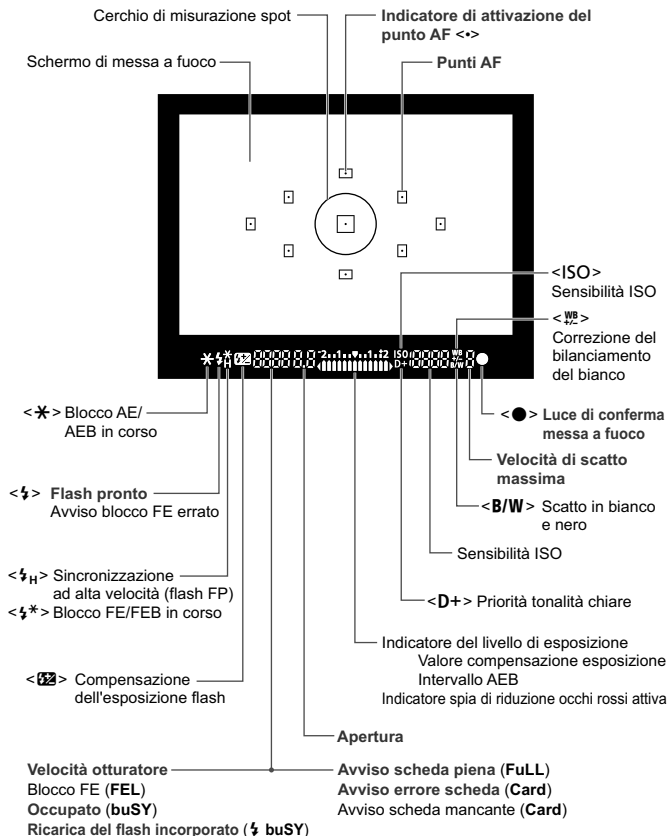 Cerchio di misurazione spot
Indicatore di attivazione del
punto AF <•>
Schermo di messa a fuoco
Punti AF
<ISO>
Sensibilità ISO
<WB +/->
Correzione del
bilanciamento
del bianco
<✱> Blocco AE/
AEB in corso
<●> Luce di conferma
messa a fuoco
Velocità di scatto
massima
<⚡> Flash pronto
Avviso blocco FE errato
<B/W> Scatto in bianco
e nero
Sensibilità ISO
<⚡H> Sincronizzazione
ad alta velocità (flash FP)
<⚡*> Blocco FE/FEB in corso
<D+> Priorità tonalità chiare
Indicatore del livello di esposizione
Valore compensazione esposizione
Intervallo AEB
Indicatore spia di riduzione occhi rossi attiva
<⚡±> Compensazione
dell'esposizione flash
Apertura
Velocità otturatore
Blocco FE (FEL)
Occupato (buSY)
Ricarica del flash incorporato (⚡ buSY)
Avviso scheda piena (FuLL)
Avviso errore scheda (Card)
Avviso scheda mancante (Card)